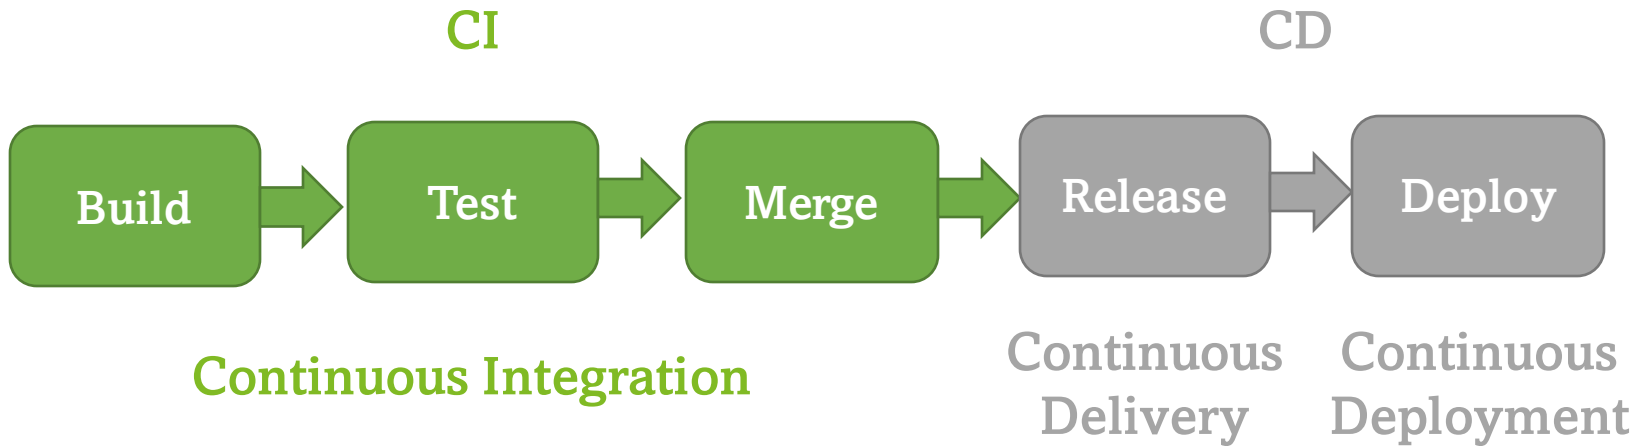 CI
CD
Build
Test
Merge
Release
Deploy
Continuous Integration
Continuous
Delivery
Continuous
Deployment